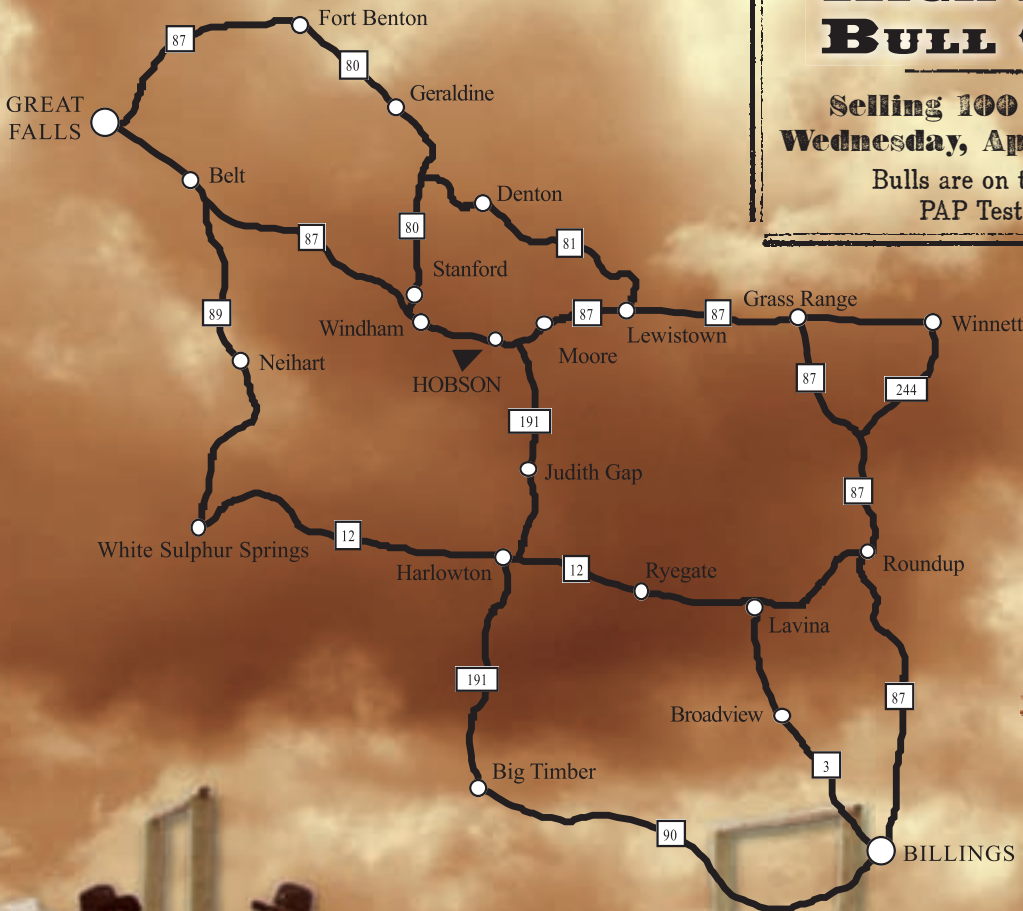 BULL
Selling 100
Wednesday,
Bulls are on
PAP Test
Fort Benton
87
80
Geraldine
GREAT
FALLS
Belt
Denton
80
87
81
Stanford
89
Windham
Neihart
HOBSON
Moore
87
Lewistown
87
Grass Range
Winnett
87
244
191
Judith Gap
87
White Sulphur Springs
12
Harlowton
12
Ryegate
Roundup
Lavina
191
87
Broadview
3
Big Timber
90
BILLINGS